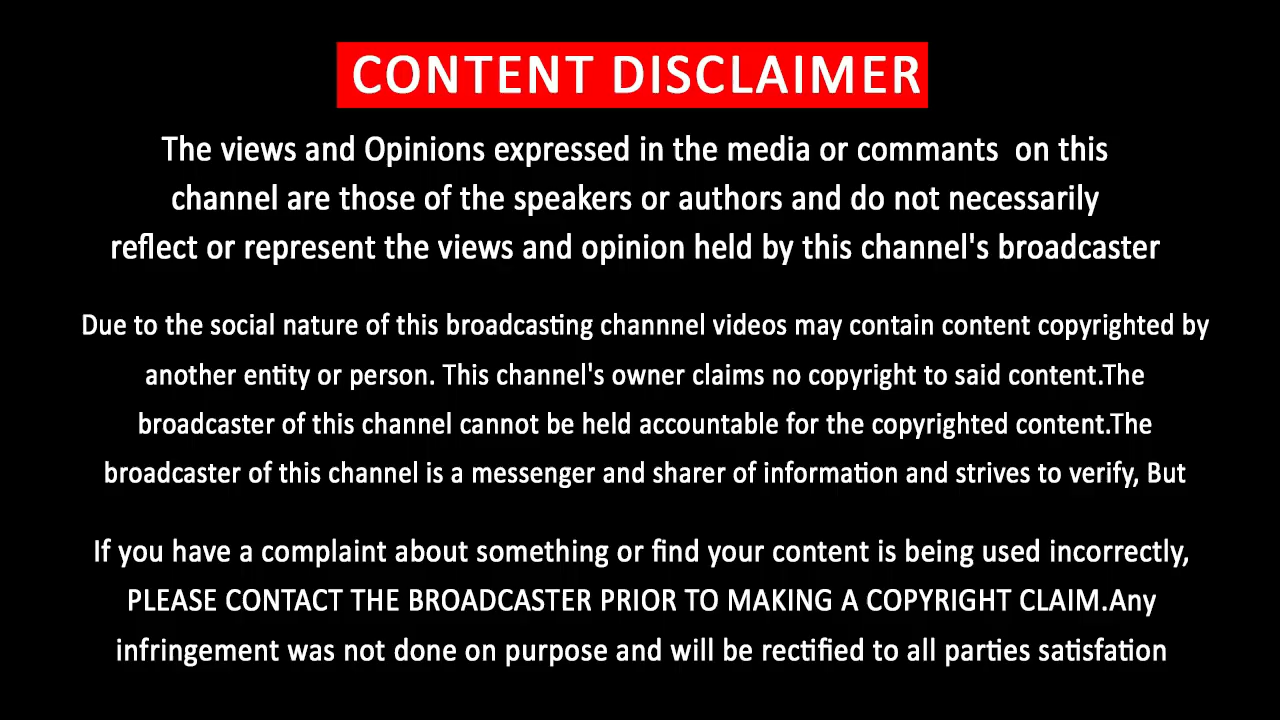 CONTENT DISCLAIMER
The views and Opinions expressed in the media or commants on this
channel are those of the speakers or authors and do not necessarily
reflect or represent the views and opinion held by this channel's broadcaster
Due to the social nature of this broadcasting channnel videos may contain content copyrighted by
another entity or person. This channel's owner claims no copyright to said content.The
broadcaster of this channel cannot be held accountable for the copyrighted content.The
broadcaster of this channel is a messenger and sharer of information and strives to verify, But
If you have a complaint about something or find your content is being used incorrectly,
PLEASE CONTACT THE BROADCASTER PRIOR TO MAKING A COPYRIGHT CLAIM.Any
infringement was not done on purpose and will be rectified to all parties satisfation